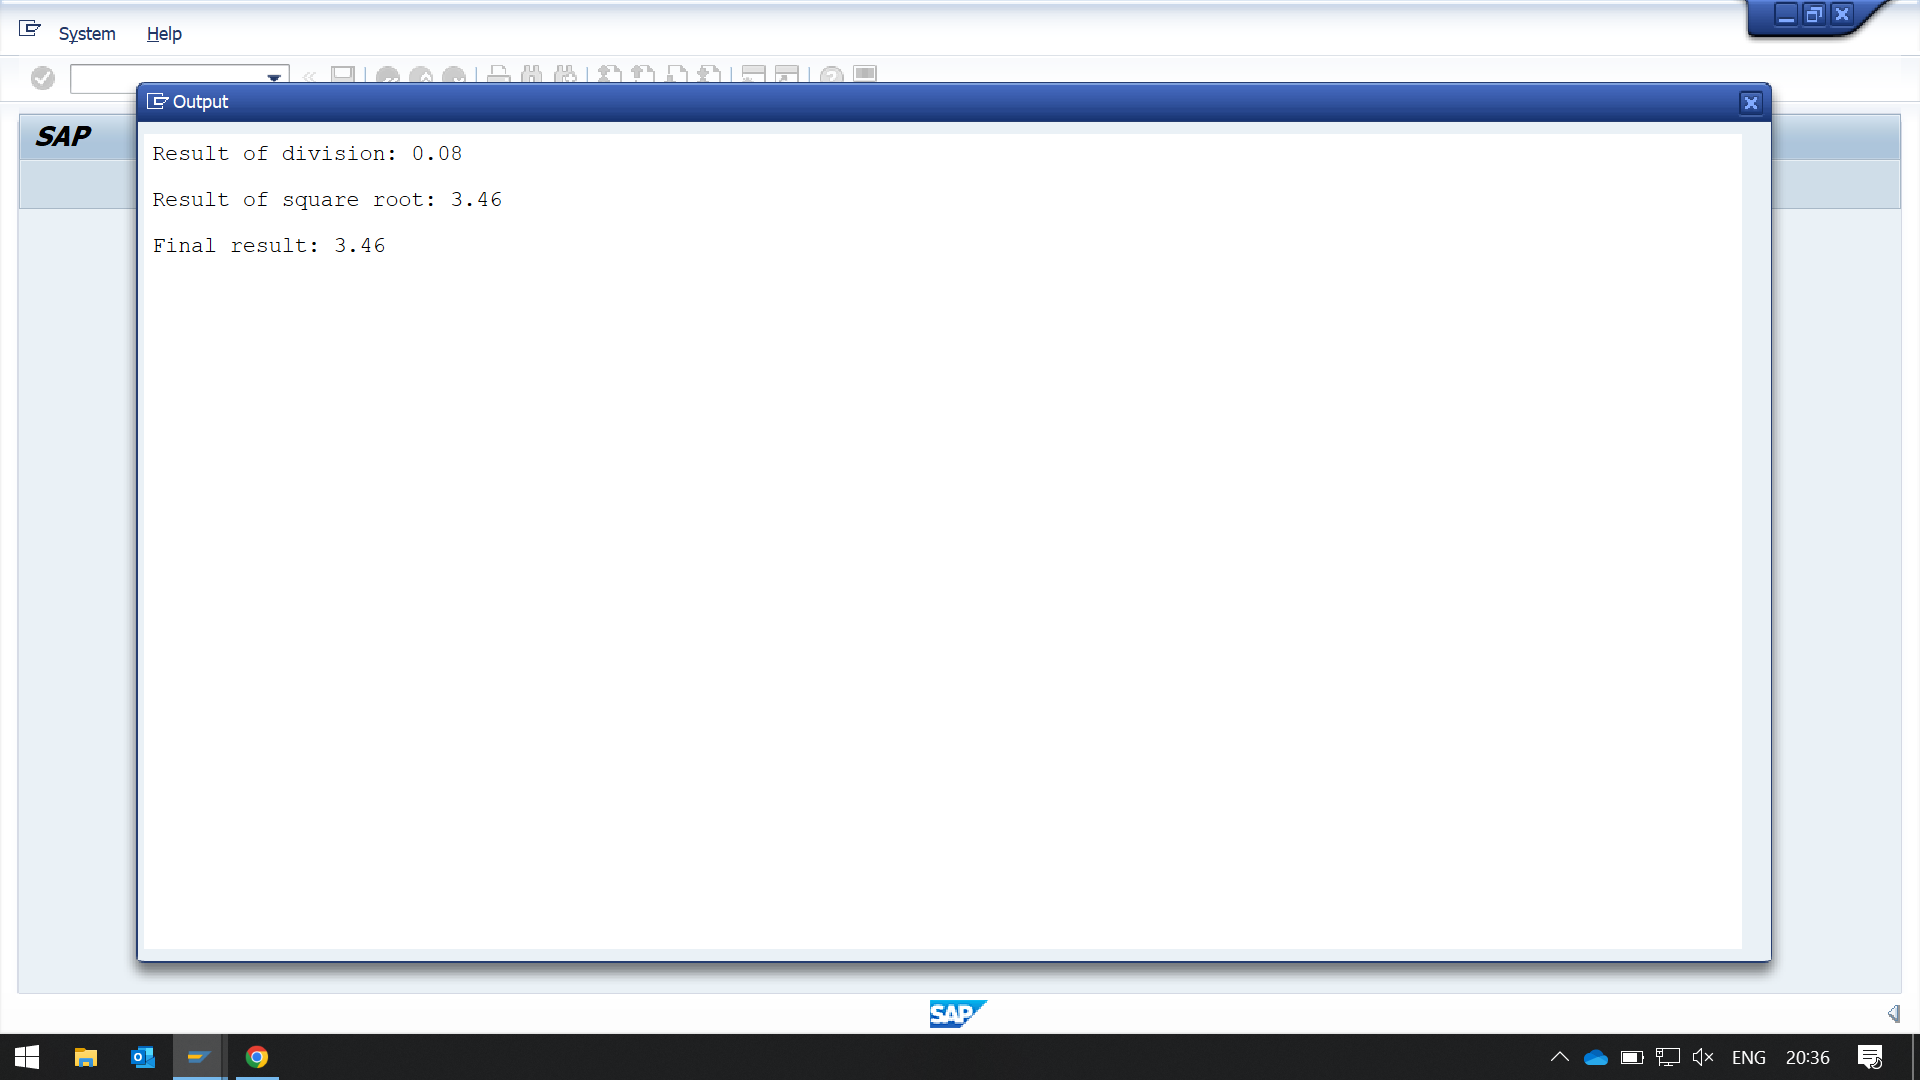 System Help
Output
SAP
Result of division: 0.08
Result of square root: 3.46
Final result: 3.46
SAP
ENG 20:36